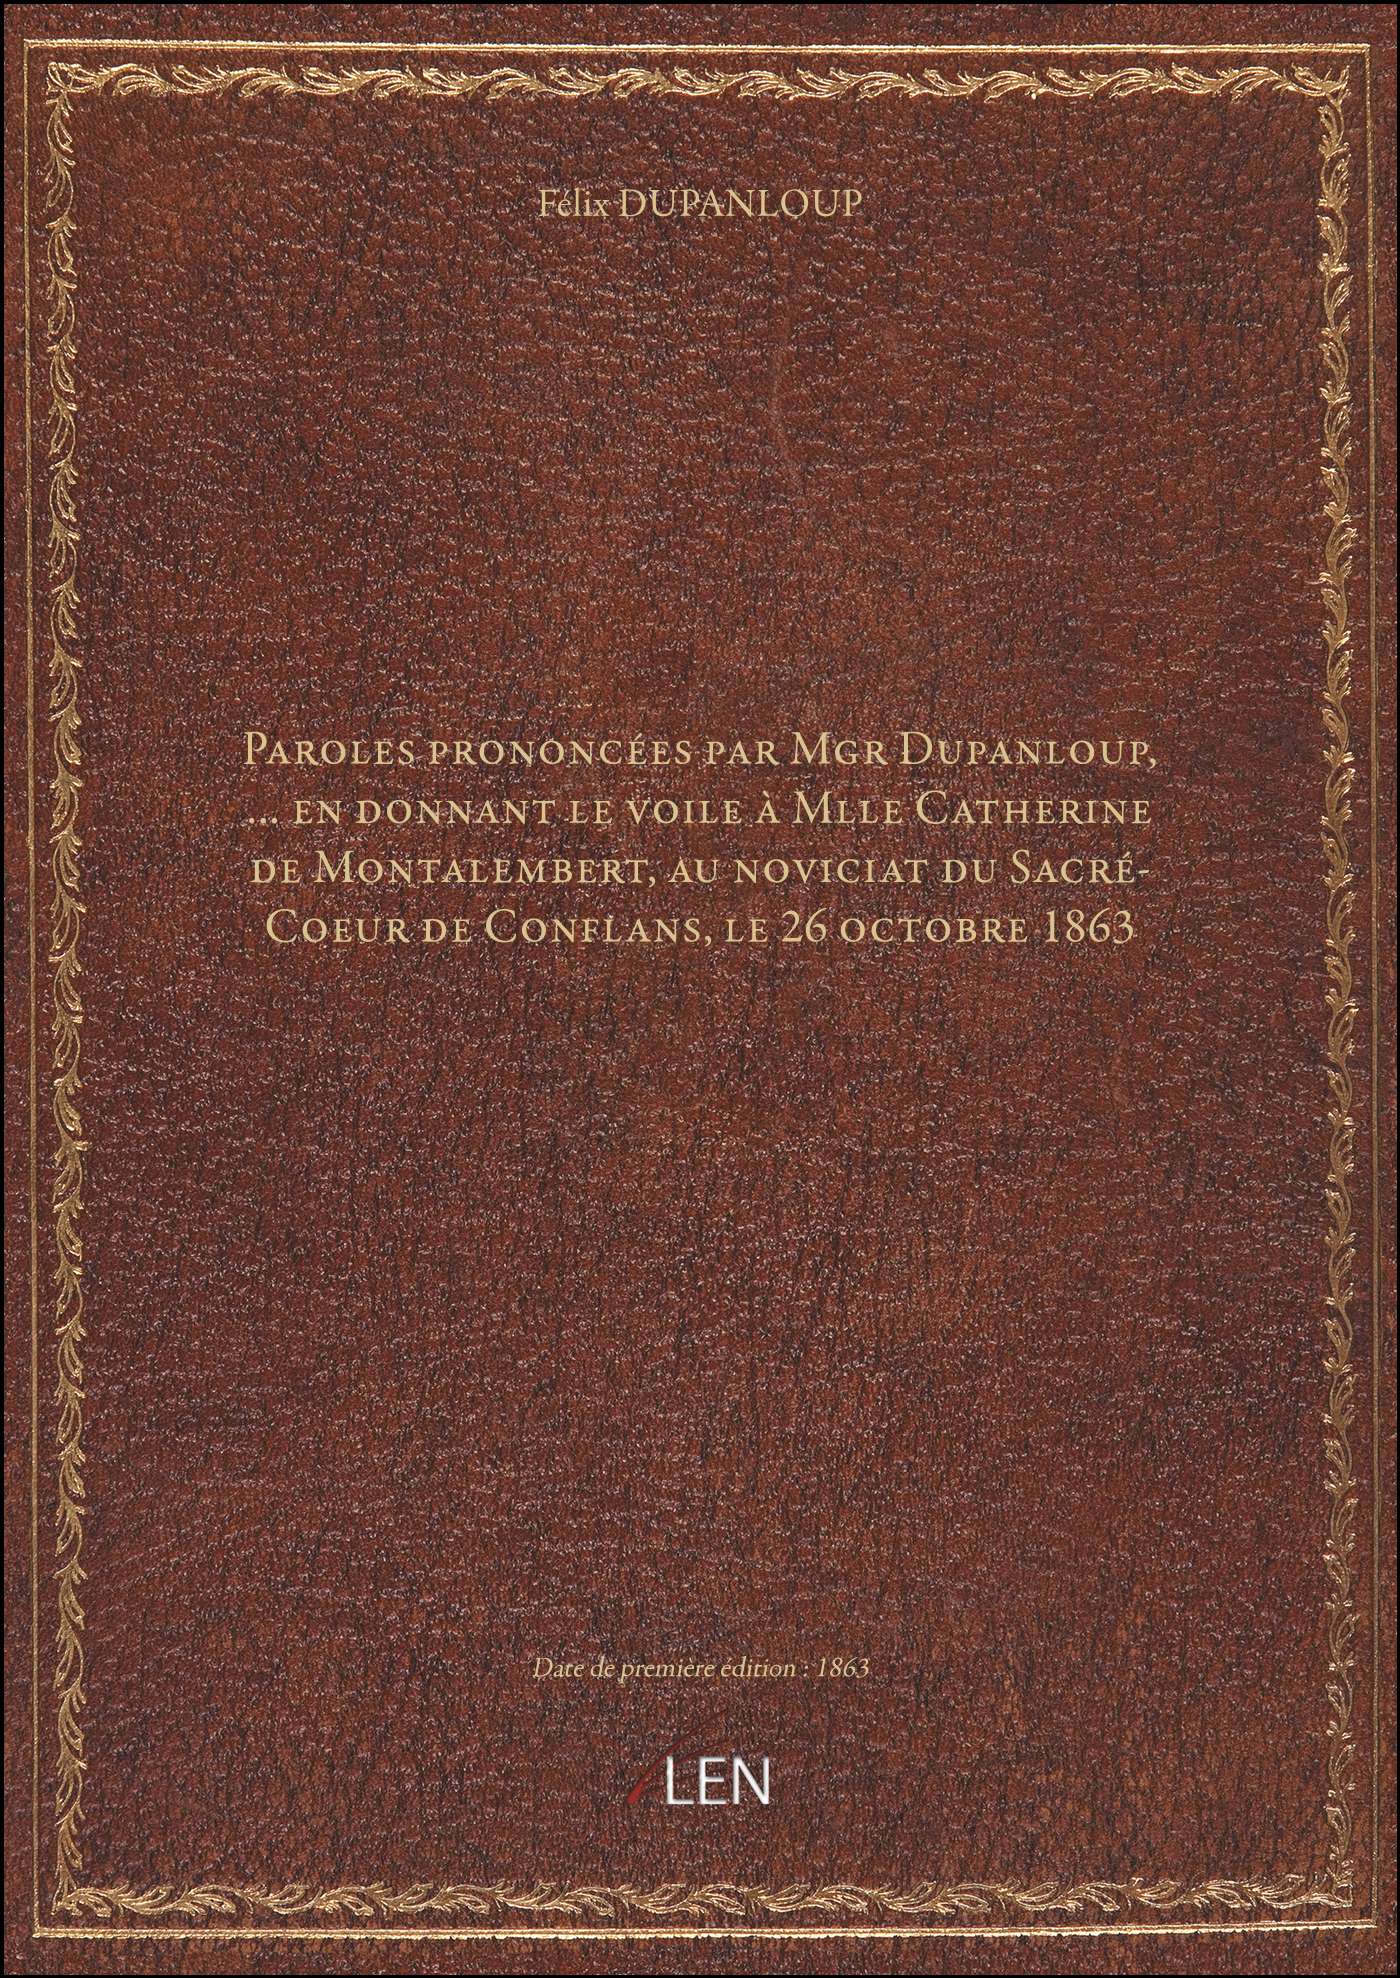 Félix DUPANLOUP
Paroles prononcées par Mgr Dupanloup,
... en donnant le voile à Mlle Catherine
de Montalembert, au noviciat du Sacré-
Coeur de Conflans, le 26 octobre 1863
Date de première édition : 1863
LEN